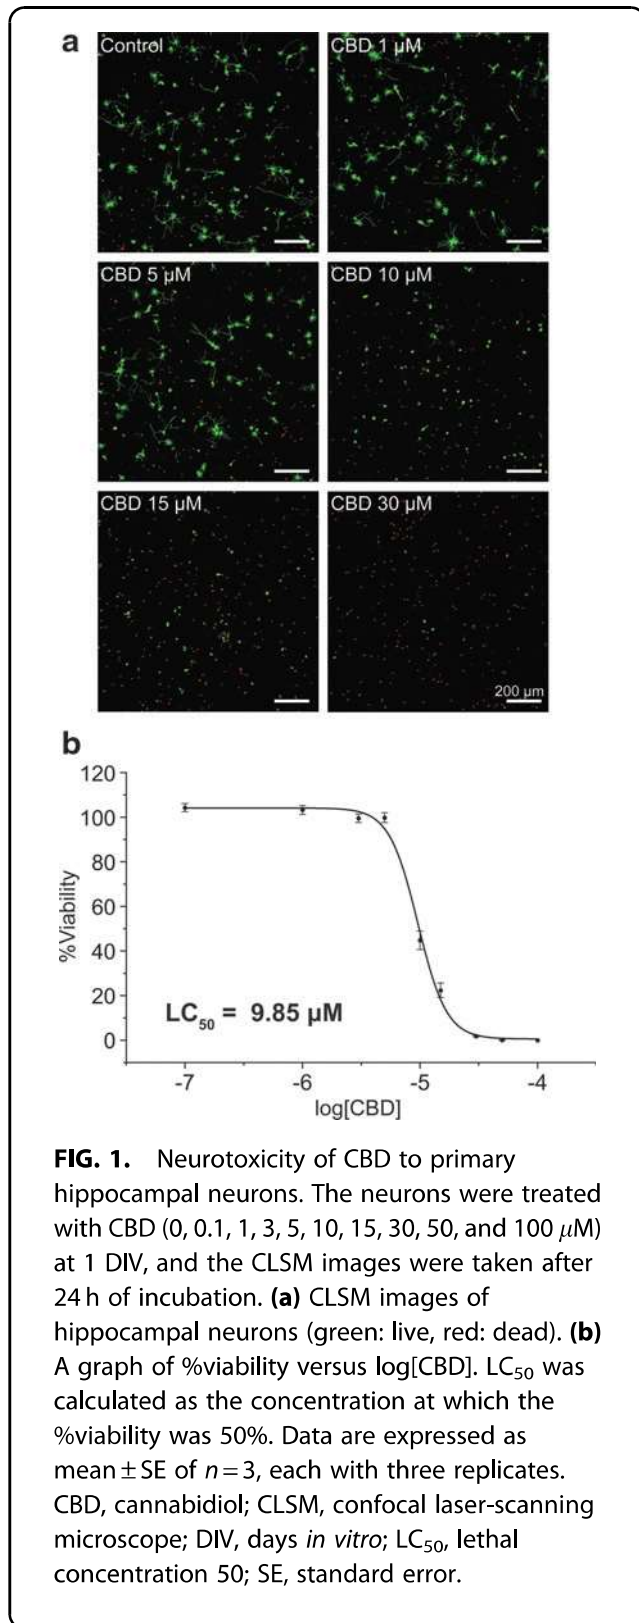 a
Control
CBD 1 µM
CBD 5 µM
CBD 10 µM
CBD 15 µM
CBD 30 µM
200 µm
b
120
100
80
60
40
20
0
%Viability
LC50 = 9.85 µM
-7
-6
-5
-4
log[CBD]
FIG. 1. Neurotoxicity of CBD to primary
hippocampal neurons. The neurons were treated
with CBD (0, 0.1, 1, 3, 5, 10, 15, 30, 50, and 100 µM)
at 1 DIV, and the CLSM images were taken after
24 h of incubation. (a) CLSM images of
hippocampal neurons (green: live, red: dead). (b)
A graph of %viability versus log[CBD]. LC50 was
calculated as the concentration at which the
%viability was 50%. Data are expressed as
mean ± SE of n = 3, each with three replicates.
CBD, cannabidiol; CLSM, confocal laser-scanning
microscope; DIV, days in vitro; LC50, lethal
concentration 50; SE, standard error.